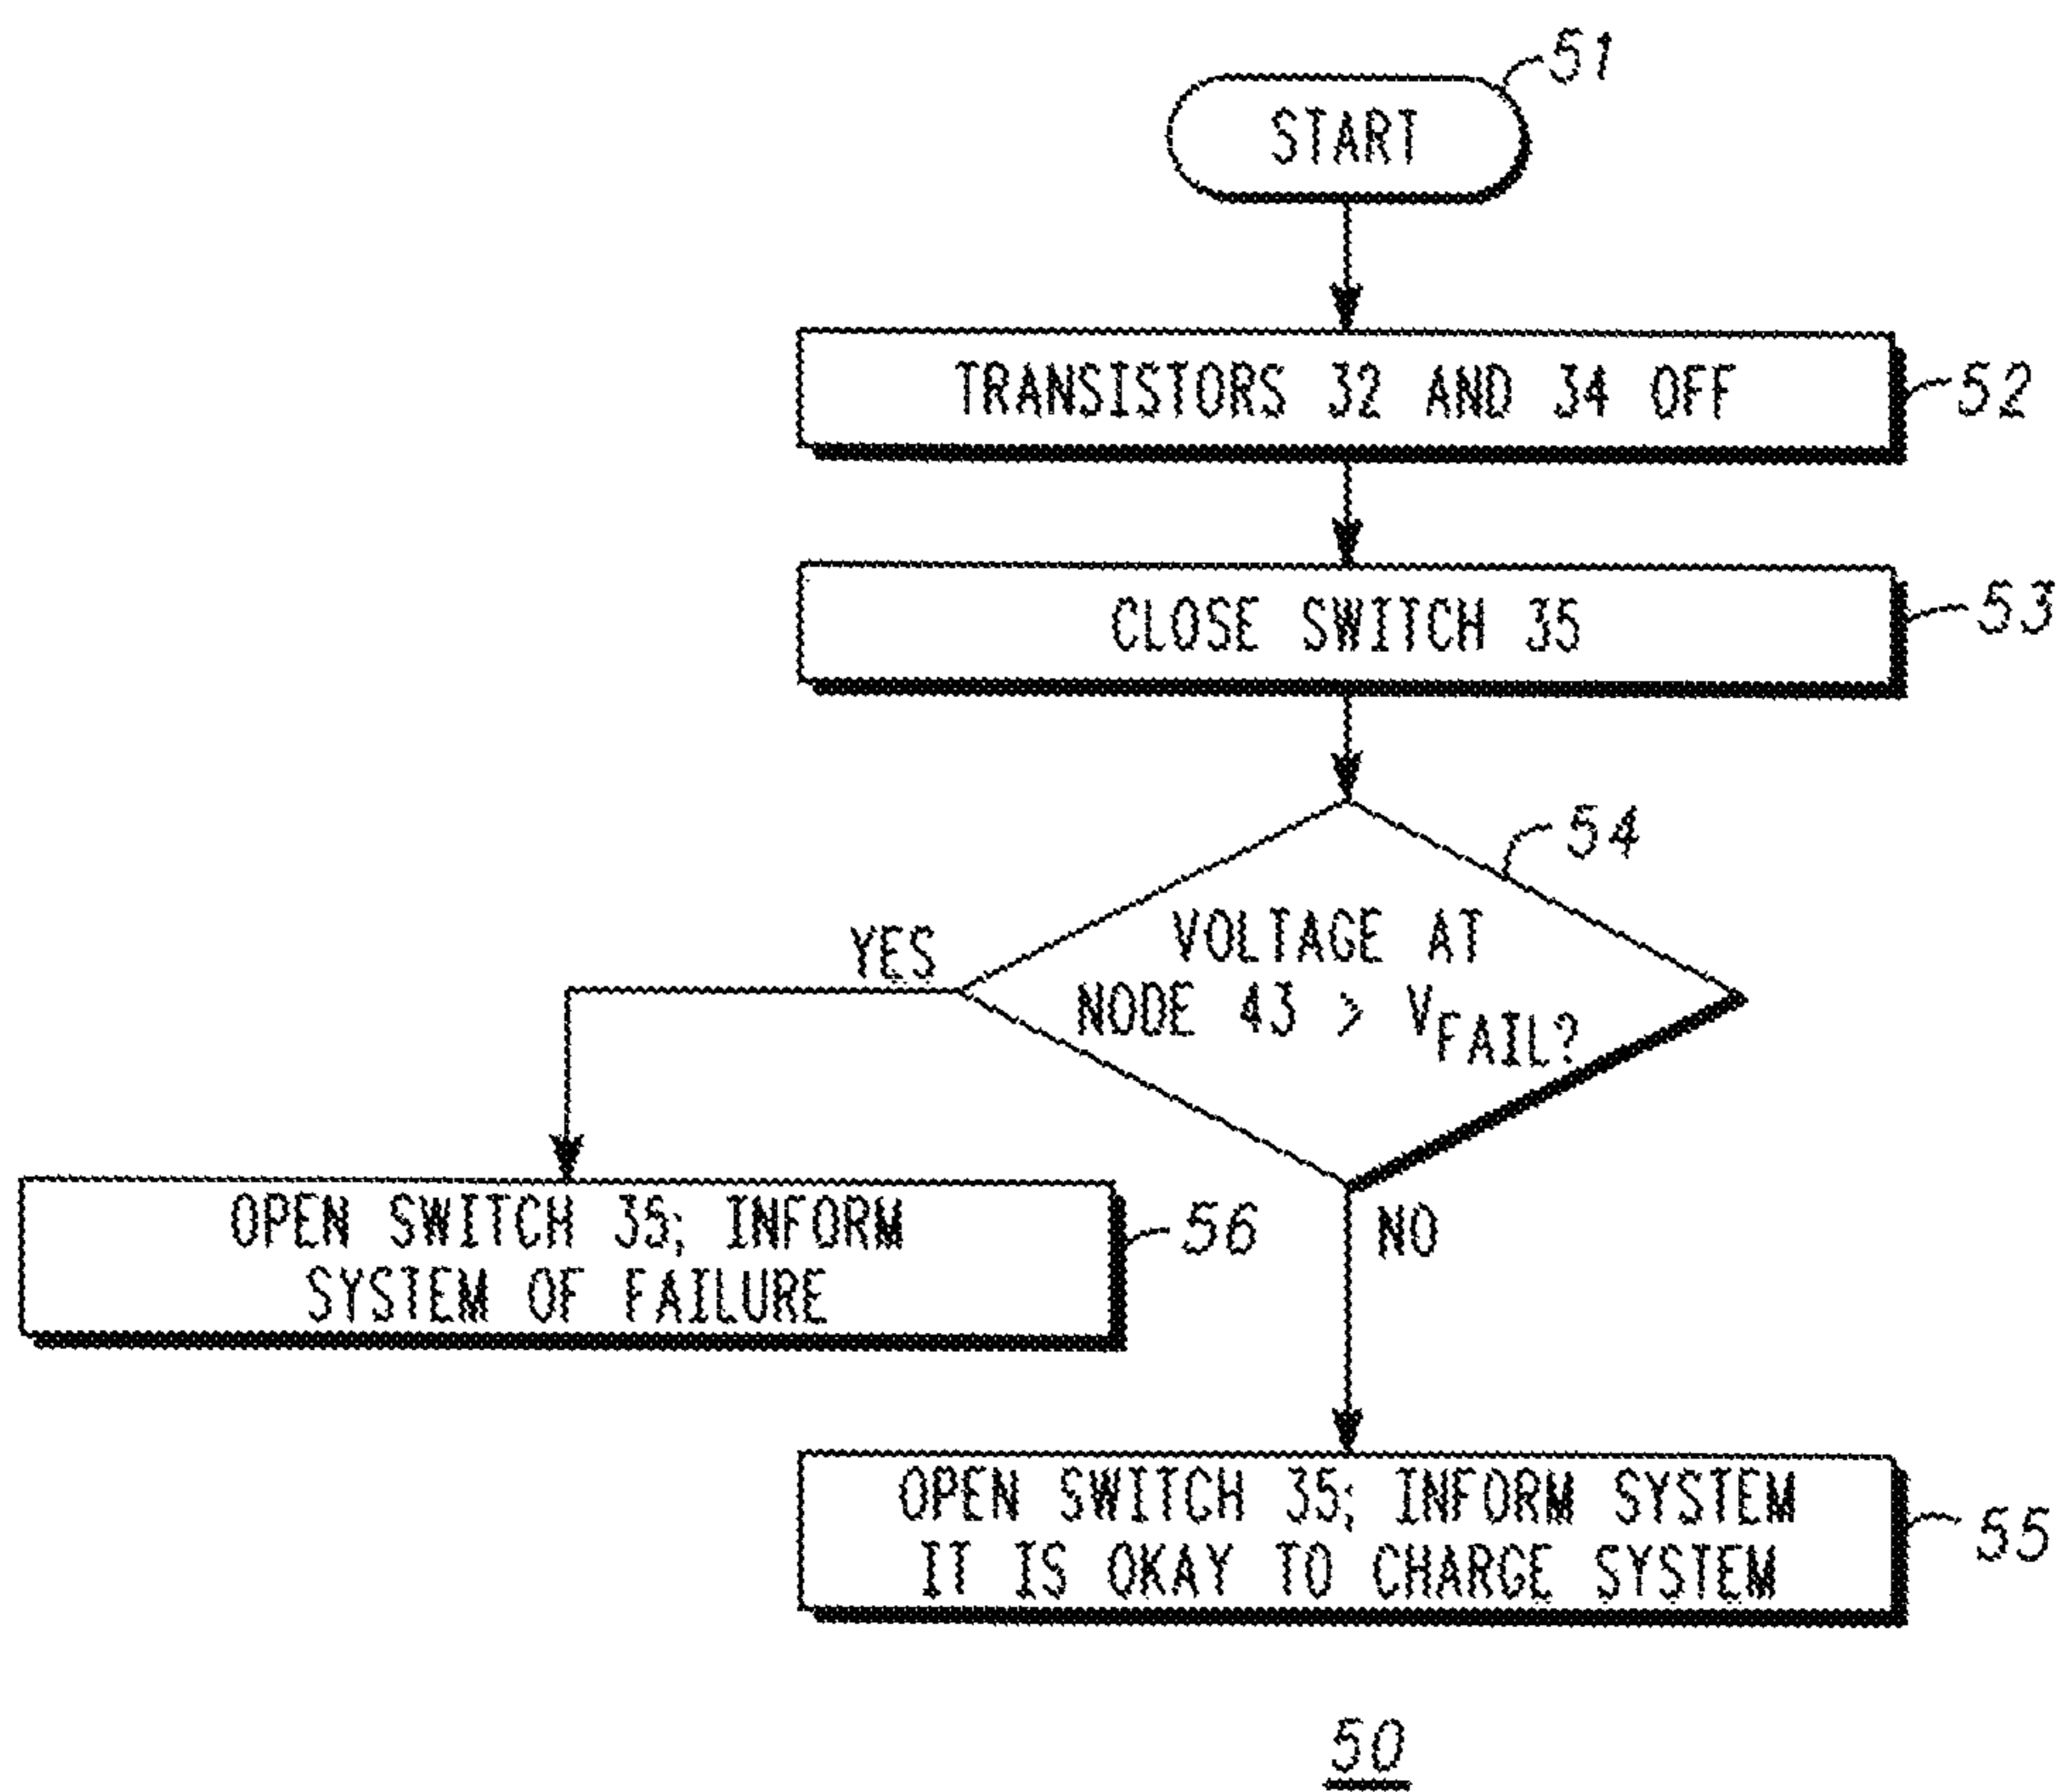 51
START
TRANSISTORS 32 AND 34 OFF
52
CLOSE SWITCH 35
53
54
VOLTAGE AT
NODE 43 > VFAIL?
YES
NO
OPEN SWITCH 35; INFORM
SYSTEM OF FAILURE
56
OPEN SWITCH 35; INFORM SYSTEM
IT IS OKAY TO CHARGE SYSTEM
55
50